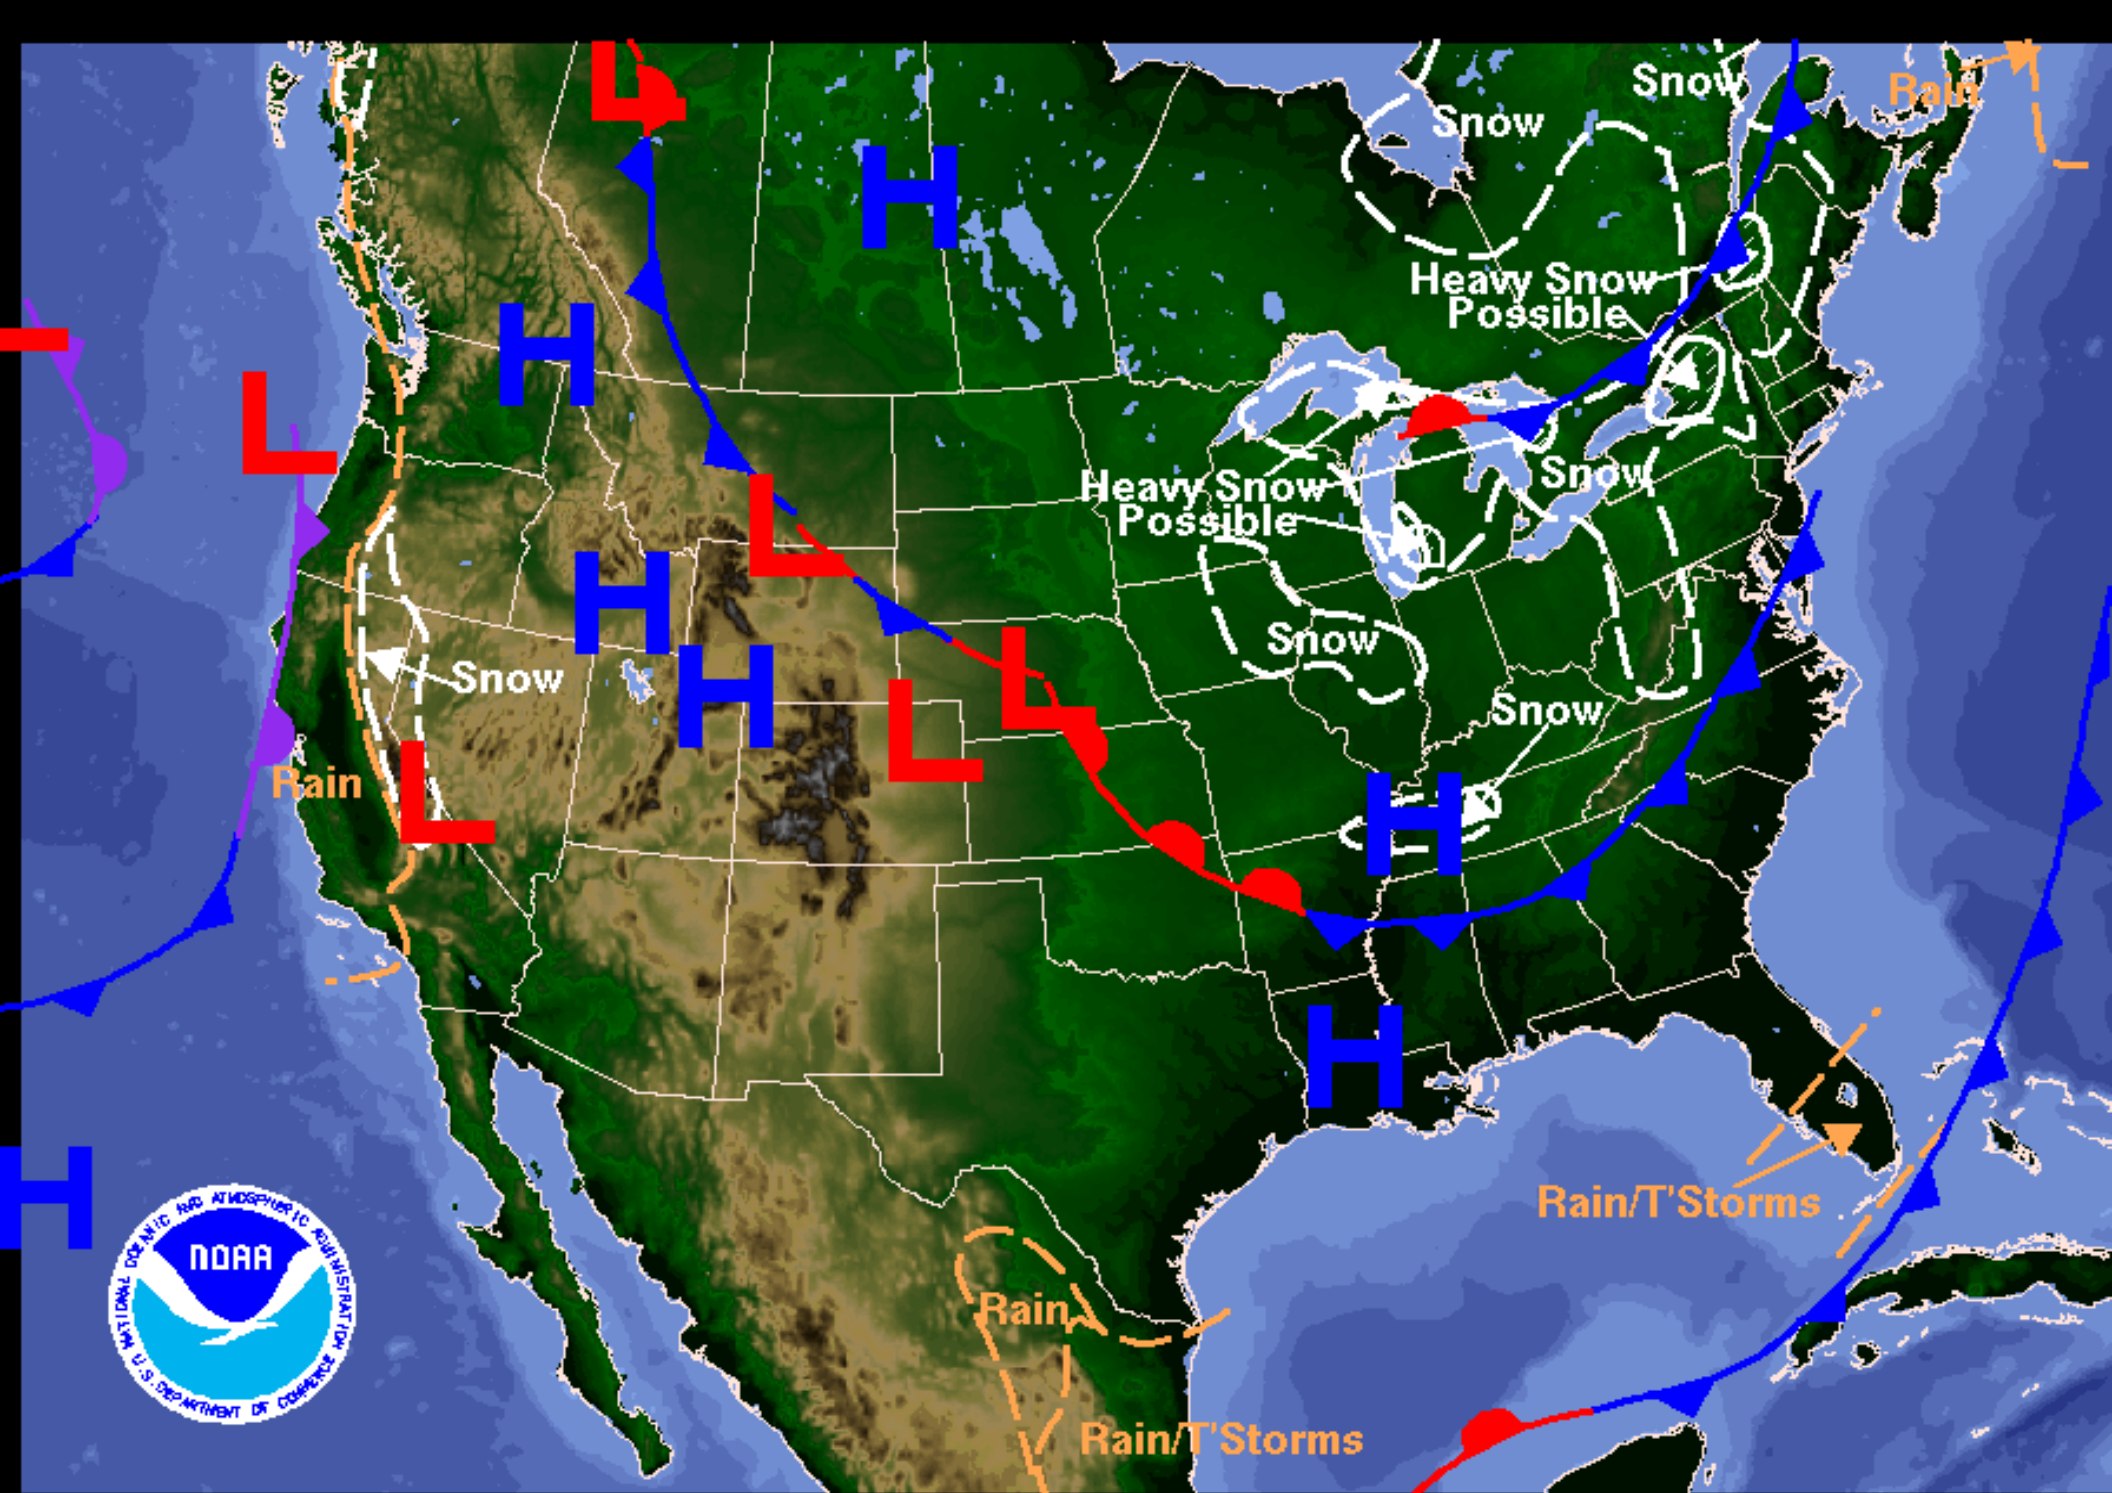 L
Snow
Rain
Snow
H
Heavy Snow
Possible
H
L
L
Heavy Snow
Possible
Snow
L
H
Snow
L
Snow
H
L
Snow
Rain
L
H
H
H
NOAA
NATIONAL OCEANIC AND ATMOSPHERIC ADMINISTRATION
U.S. DEPARTMENT OF COMMERCE
Rain/T'Storms
Rain
Rain/T'Storms